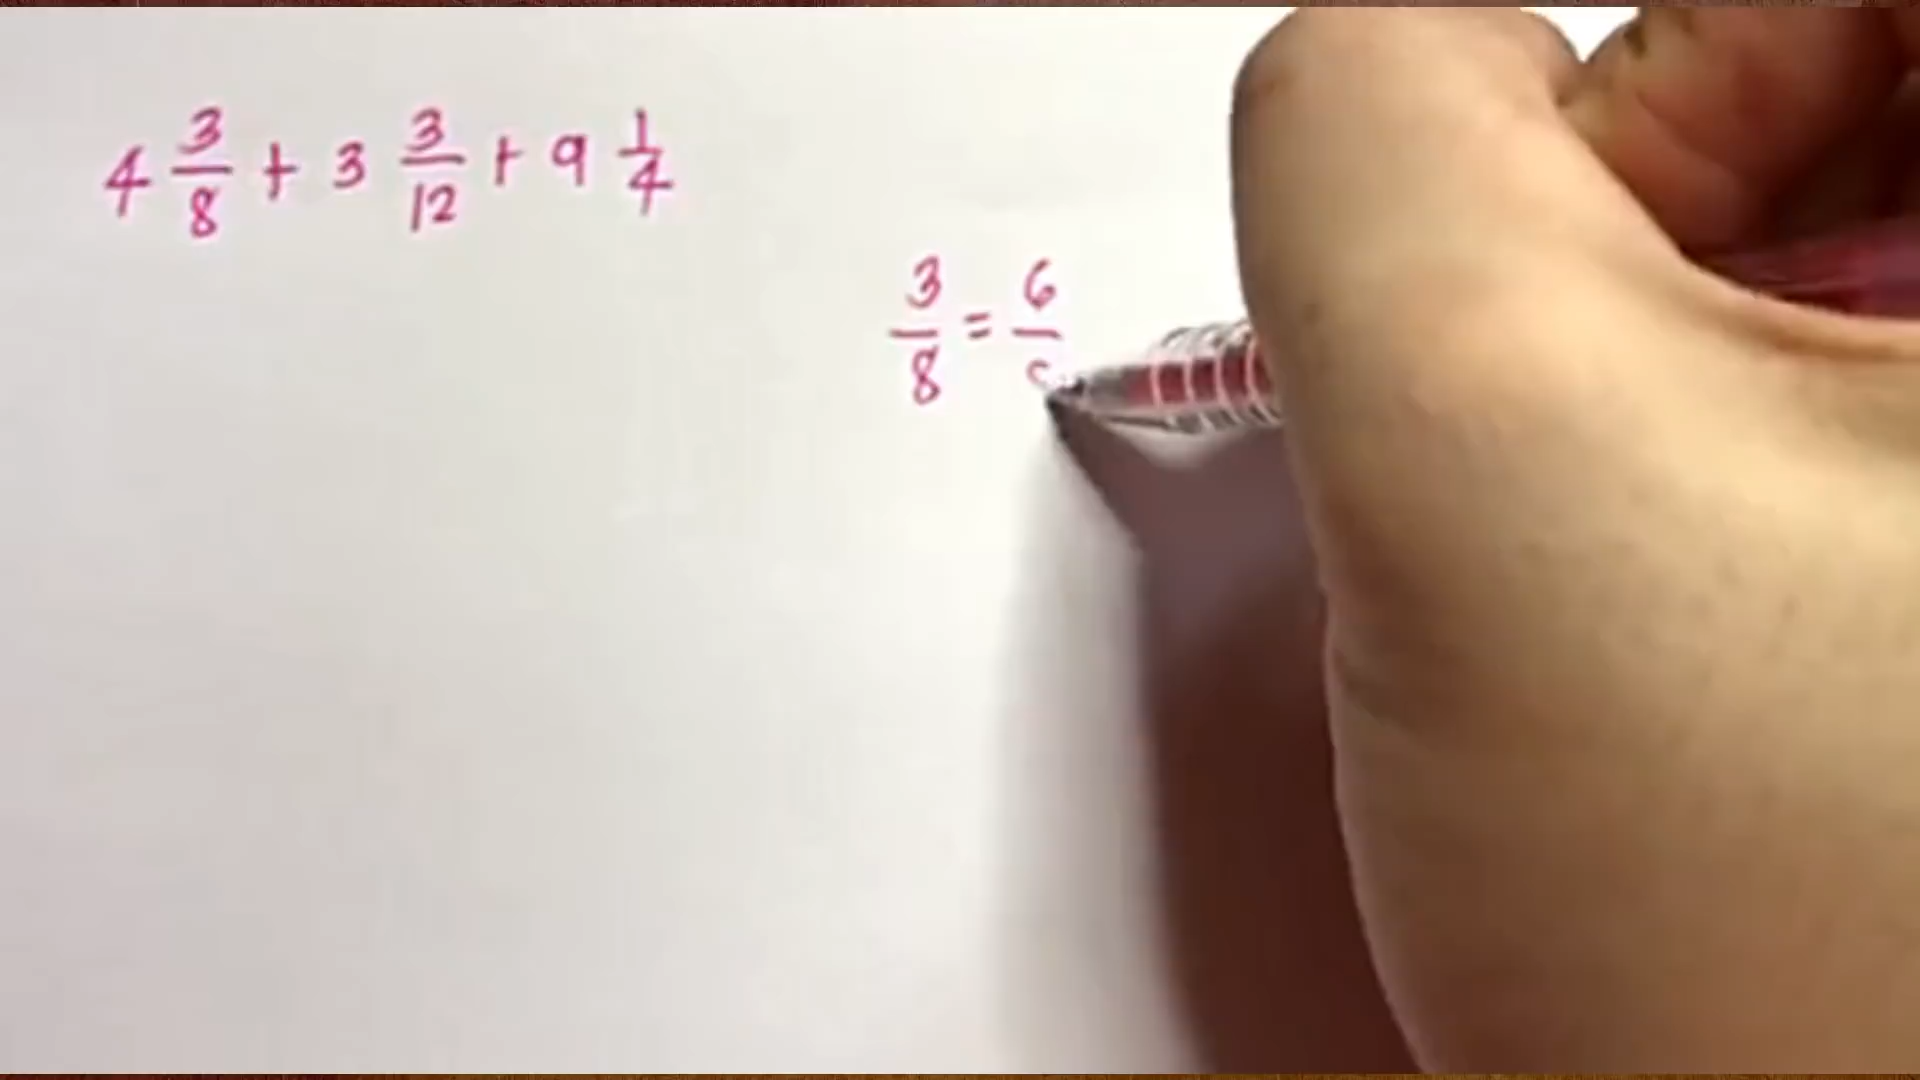 4 3/8 + 3 3/12 + 9 1/4
3/8 = 6/